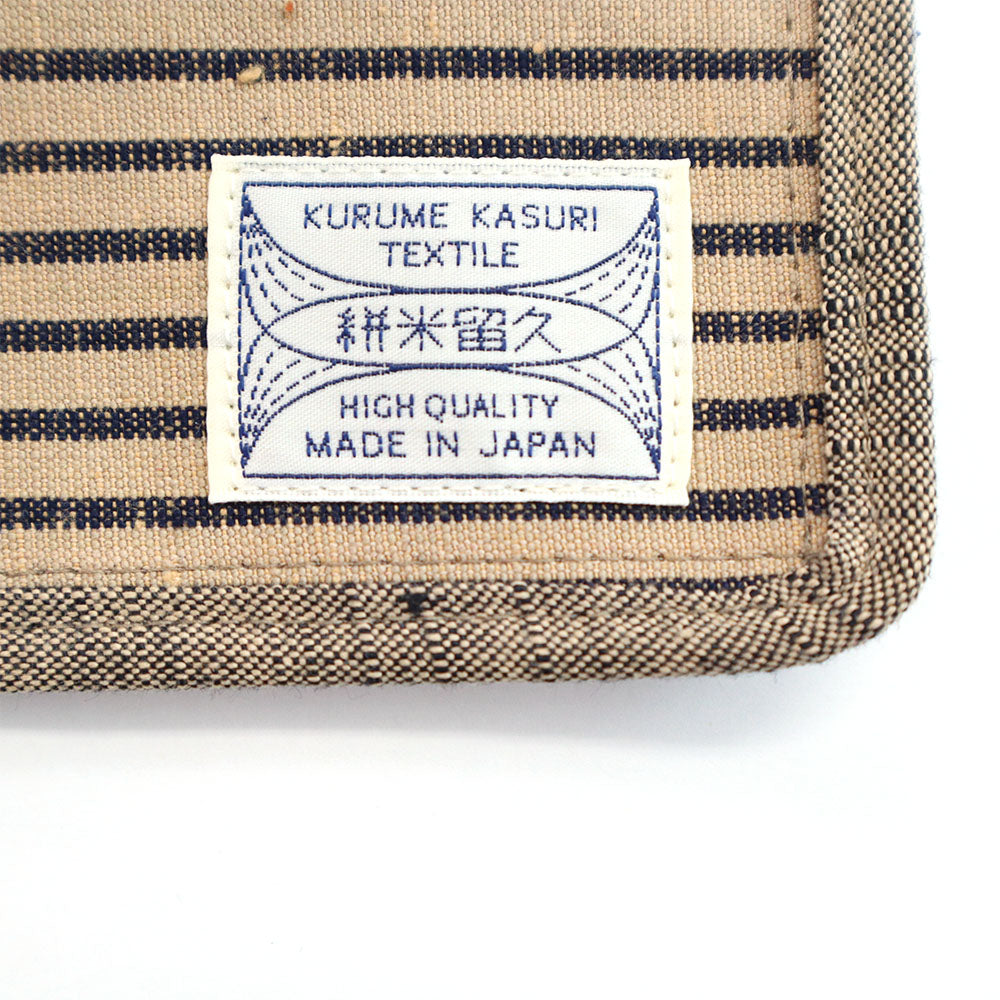 KURUME KASURI
TEXTILE
絣米留久
HIGH QUALITY
MADE IN JAPAN